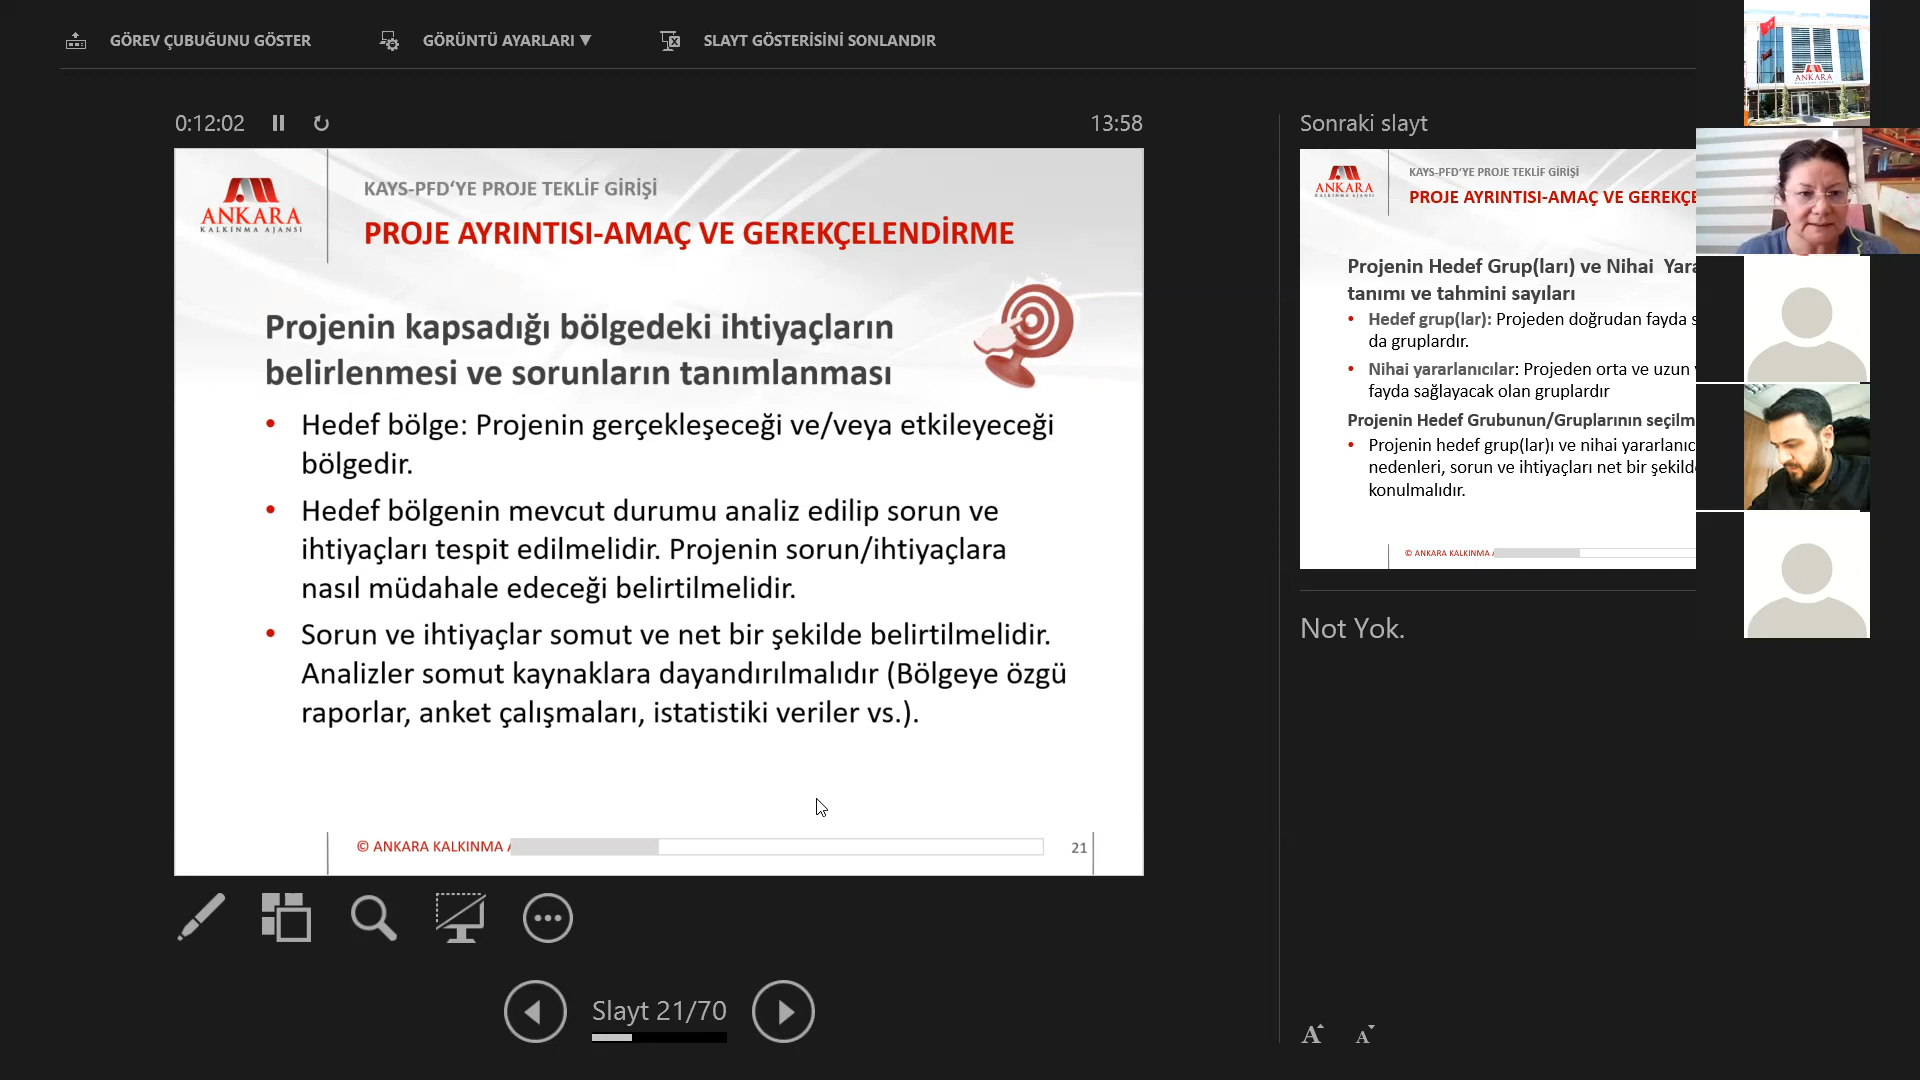 GÖREV ÇUBUĞUNU GÖSTER
GÖRÜNTÜ AYARLARI ▼
SLAYT GÖSTERİSİNİ SONLANDIR
0:12:02
13:58
ANKARA
KALKINMA AJANSI
KAYS-PFD'YE PROJE TEKLİF GİRİŞİ
PROJE AYRINTISI-AMAÇ VE GEREKÇELENDİRME
Projenin kapsadığı bölgedeki ihtiyaçların
belirlenmesi ve sorunların tanımlanması
• Hedef bölge: Projenin gerçekleşeceği ve/veya etkileyeceği
bölgedir.
• Hedef bölgenin mevcut durumu analiz edilip sorun ve
ihtiyaçları tespit edilmelidir. Projenin sorun/ihtiyaçlara
nasıl müdahale edeceği belirtilmelidir.
• Sorun ve ihtiyaçlar somut ve net bir şekilde belirtilmelidir.
Analizler somut kaynaklara dayandırılmalıdır (Bölgeye özgü
raporlar, anket çalışmaları, istatistiki veriler vs.).
© ANKARA KALKINMA
21
Slayt 21/70
Sonraki slayt
ANKARA
KALKINMA AJANSI
KAYS-PFD'YE PROJE TEKLİF GİRİŞİ
PROJE AYRINTISI-AMAÇ VE GEREKÇE
Projenin Hedef Grup(ları) ve Nihai Yara
tanımı ve tahmini sayıları
• Hedef grup(lar): Projeden doğrudan fayda s
da gruplardır.
• Nihai yararlanıcılar: Projeden orta ve uzun
fayda sağlayacak olan gruplardır
Projenin Hedef Grubunun/Gruplarının seçilm
• Projenin hedef grup(lar)ı ve nihai yararlanıc
nedenleri, sorun ve ihtiyaçları net bir şekild
konulmalıdır.
© ANKARA KALKINMA
Not Yok.
ANKARA